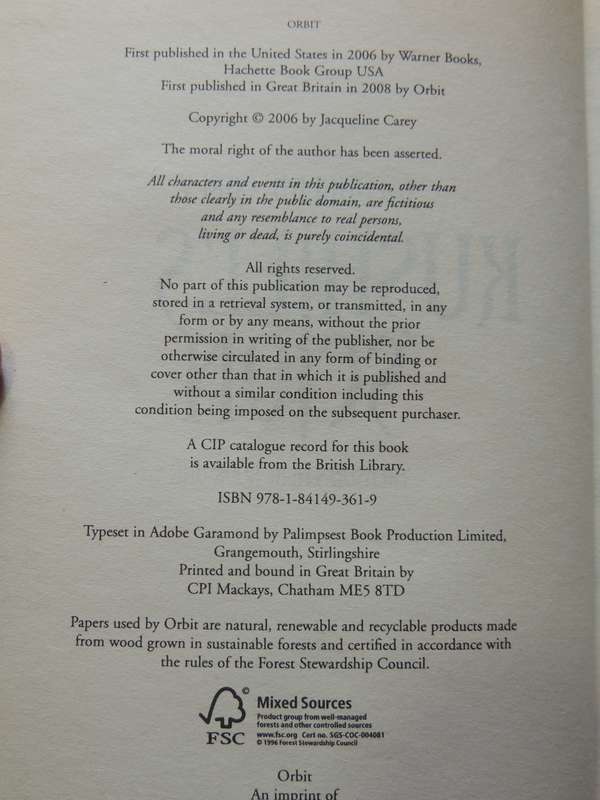 ORBIT
First published in the United States in 2006 by Warner Books,
Hachette Book Group USA
First published in Great Britain in 2008 by Orbit
Copyright © 2006 by Jacqueline Carey
The moral right of the author has been asserted.
All characters and events in this publication, other than
those clearly in the public domain, are fictitious
and any resemblance to real persons,
living or dead, is purely coincidental.
All rights reserved.
No part of this publication may be reproduced,
stored in a retrieval system, or transmitted, in any
form or by any means, without the prior
permission in writing of the publisher, nor be
otherwise circulated in any form of binding or
cover other than that in which it is published and
without a similar condition including this
condition being imposed on the subsequent purchaser.
A CIP catalogue record for this book
is available from the British Library.
ISBN 978-1-84149-361-9
Typeset in Adobe Garamond by Palimpsest Book Production Limited,
Grangemouth, Stirlingshire
Printed and bound in Great Britain by
CPI Mackays, Chatham ME5 8TD
Papers used by Orbit are natural, renewable and recyclable products made
from wood grown in sustainable forests and certified in accordance with
the rules of the Forest Stewardship Council.
©
FSC
Mixed Sources
Product group from well-managed
forests and other controlled sources
www.fsc.org Cert no. SGS-COC-004081
© 1996 Forest Stewardship Council
Orbit
An imprint of